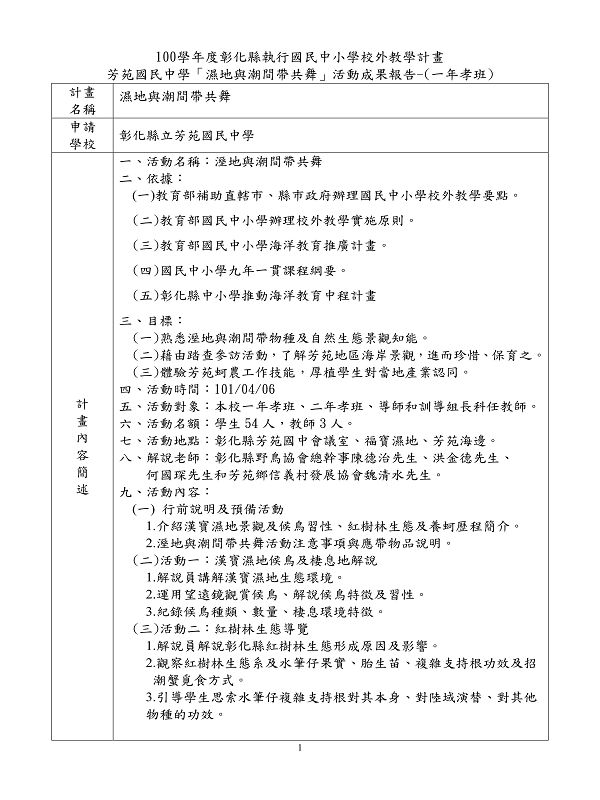 100學年度彰化縣執行國民中小學校外教學計畫
芳苑國民中學「濕地與潮間帶共舞」活動成果報告-(一年孝班)
計畫
名稱
濕地與潮間帶共舞
申請
學校
彰化縣立芳苑國民中學
計
畫
內
容
簡
述
一、活動名稱：溼地與潮間帶共舞
二、依據：
(一)教育部補助直轄市、縣市政府辦理國民中小學校外教學要點。
(二)教育部國民中小學辦理校外教學實施原則。
(三)教育部國民中小學海洋教育推廣計畫。
(四)國民中小學九年一貫課程綱要。
(五)彰化縣中小學推動海洋教育中程計畫
三、目標：
(一)熟悉溼地與潮間帶物種及自然生態景觀知能。
(二)藉由踏查參訪活動，了解芳苑地區海岸景觀，進而珍惜、保育之。
(三)體驗芳苑蚵農工作技能，厚植學生對當地產業認同。
四、活動時間：101/04/06
五、活動對象：本校一年孝班、二年孝班、導師和訓導組長科任教師。
六、活動名額：學生 54 人，教師 3 人。
七、活動地點：彰化縣芳苑國中會議室、福寶濕地、芳苑海邊。
八、解說老師：彰化縣野鳥協會總幹事陳德治先生、洪金德先生、
何國琛先生和芳苑鄉信義村發展協會魏清水先生。
九、活動內容：
(一) 行前說明及預備活動
1.介紹漢寶濕地景觀及候鳥習性、紅樹林生態及養蚵歷程簡介。
2.溼地與潮間帶共舞活動注意事項與應帶物品說明。
(二)活動一：漢寶濕地候鳥及棲息地解說
1.解說員講解漢寶濕地生態環境。
2.運用望遠鏡觀賞候鳥、解說候鳥特徵及習性。
3.紀錄候鳥種類、數量、棲息環境特徵。
(三)活動二：紅樹林生態導覽
1.解說員解說彰化縣紅樹林生態形成原因及影響。
2.觀察紅樹林生態系及水筆仔果實、胎生苗、複雜支持根功效及招
潮蟹覓食方式。
3.引導學生思索水筆仔複雜支持根對其本身、對陸域演替、對其他
物種的功效。
1